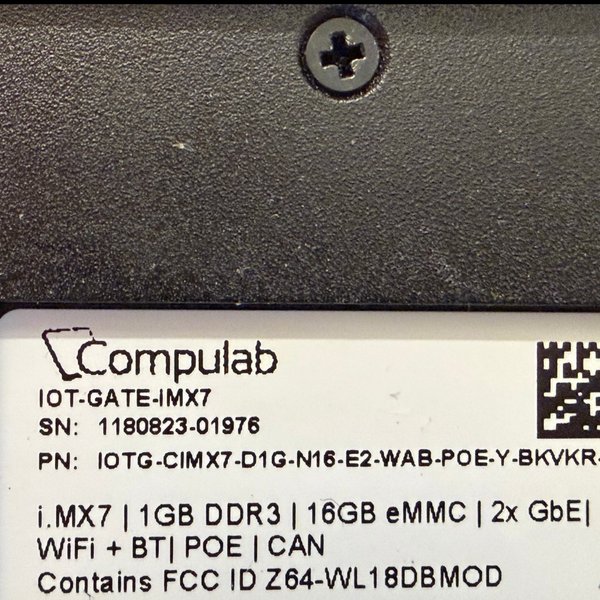 Compulab
IOT-GATE-IMX7
SN: 1180823-01976
PN: IOTG-CIMX7-D1G-N16-E2-WAB-POE-Y-BKVKR-
i.MX7 | 1GB DDR3 | 16GB eMMC | 2x GbE|
WiFi + BT| POE | CAN
Contains FCC ID Z64-WL18DBMOD